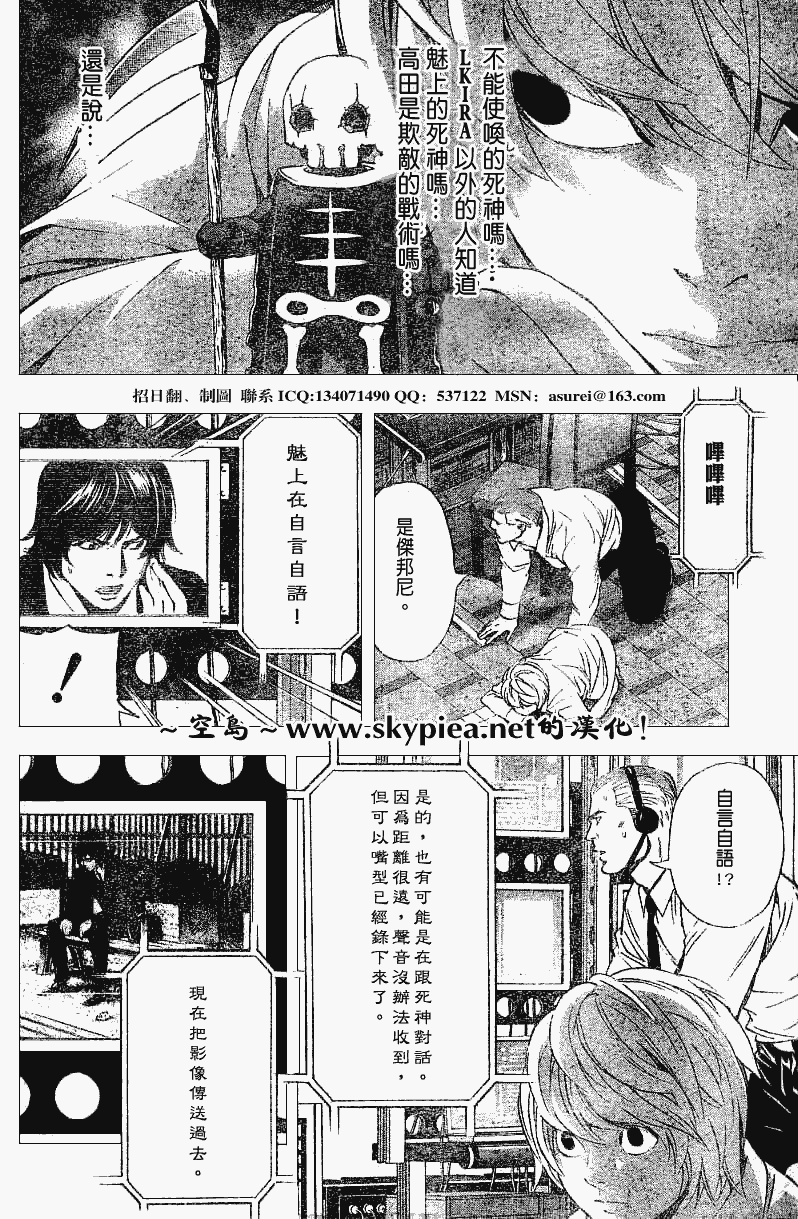 不能使喚的死神嗎…
LKIRA以外的人知道
魅上的死神嗎…
高田是欺敵的戰術嗎…
還是說…
招日翻、制圖 聯系 ICQ:134071490 QQ：537122 MSN：asurei@163.com
嗶嗶嗶
是傑邦尼。
魅上在自言自語！
！
～空島～www.skypiea.net的漢化！
自言自語!?
是的，也有可能是在跟死神對話。
因爲距離很遠，聲音沒辦法收到，
但可以嘴型已經錄下來了。
現在把影像傳送過去。